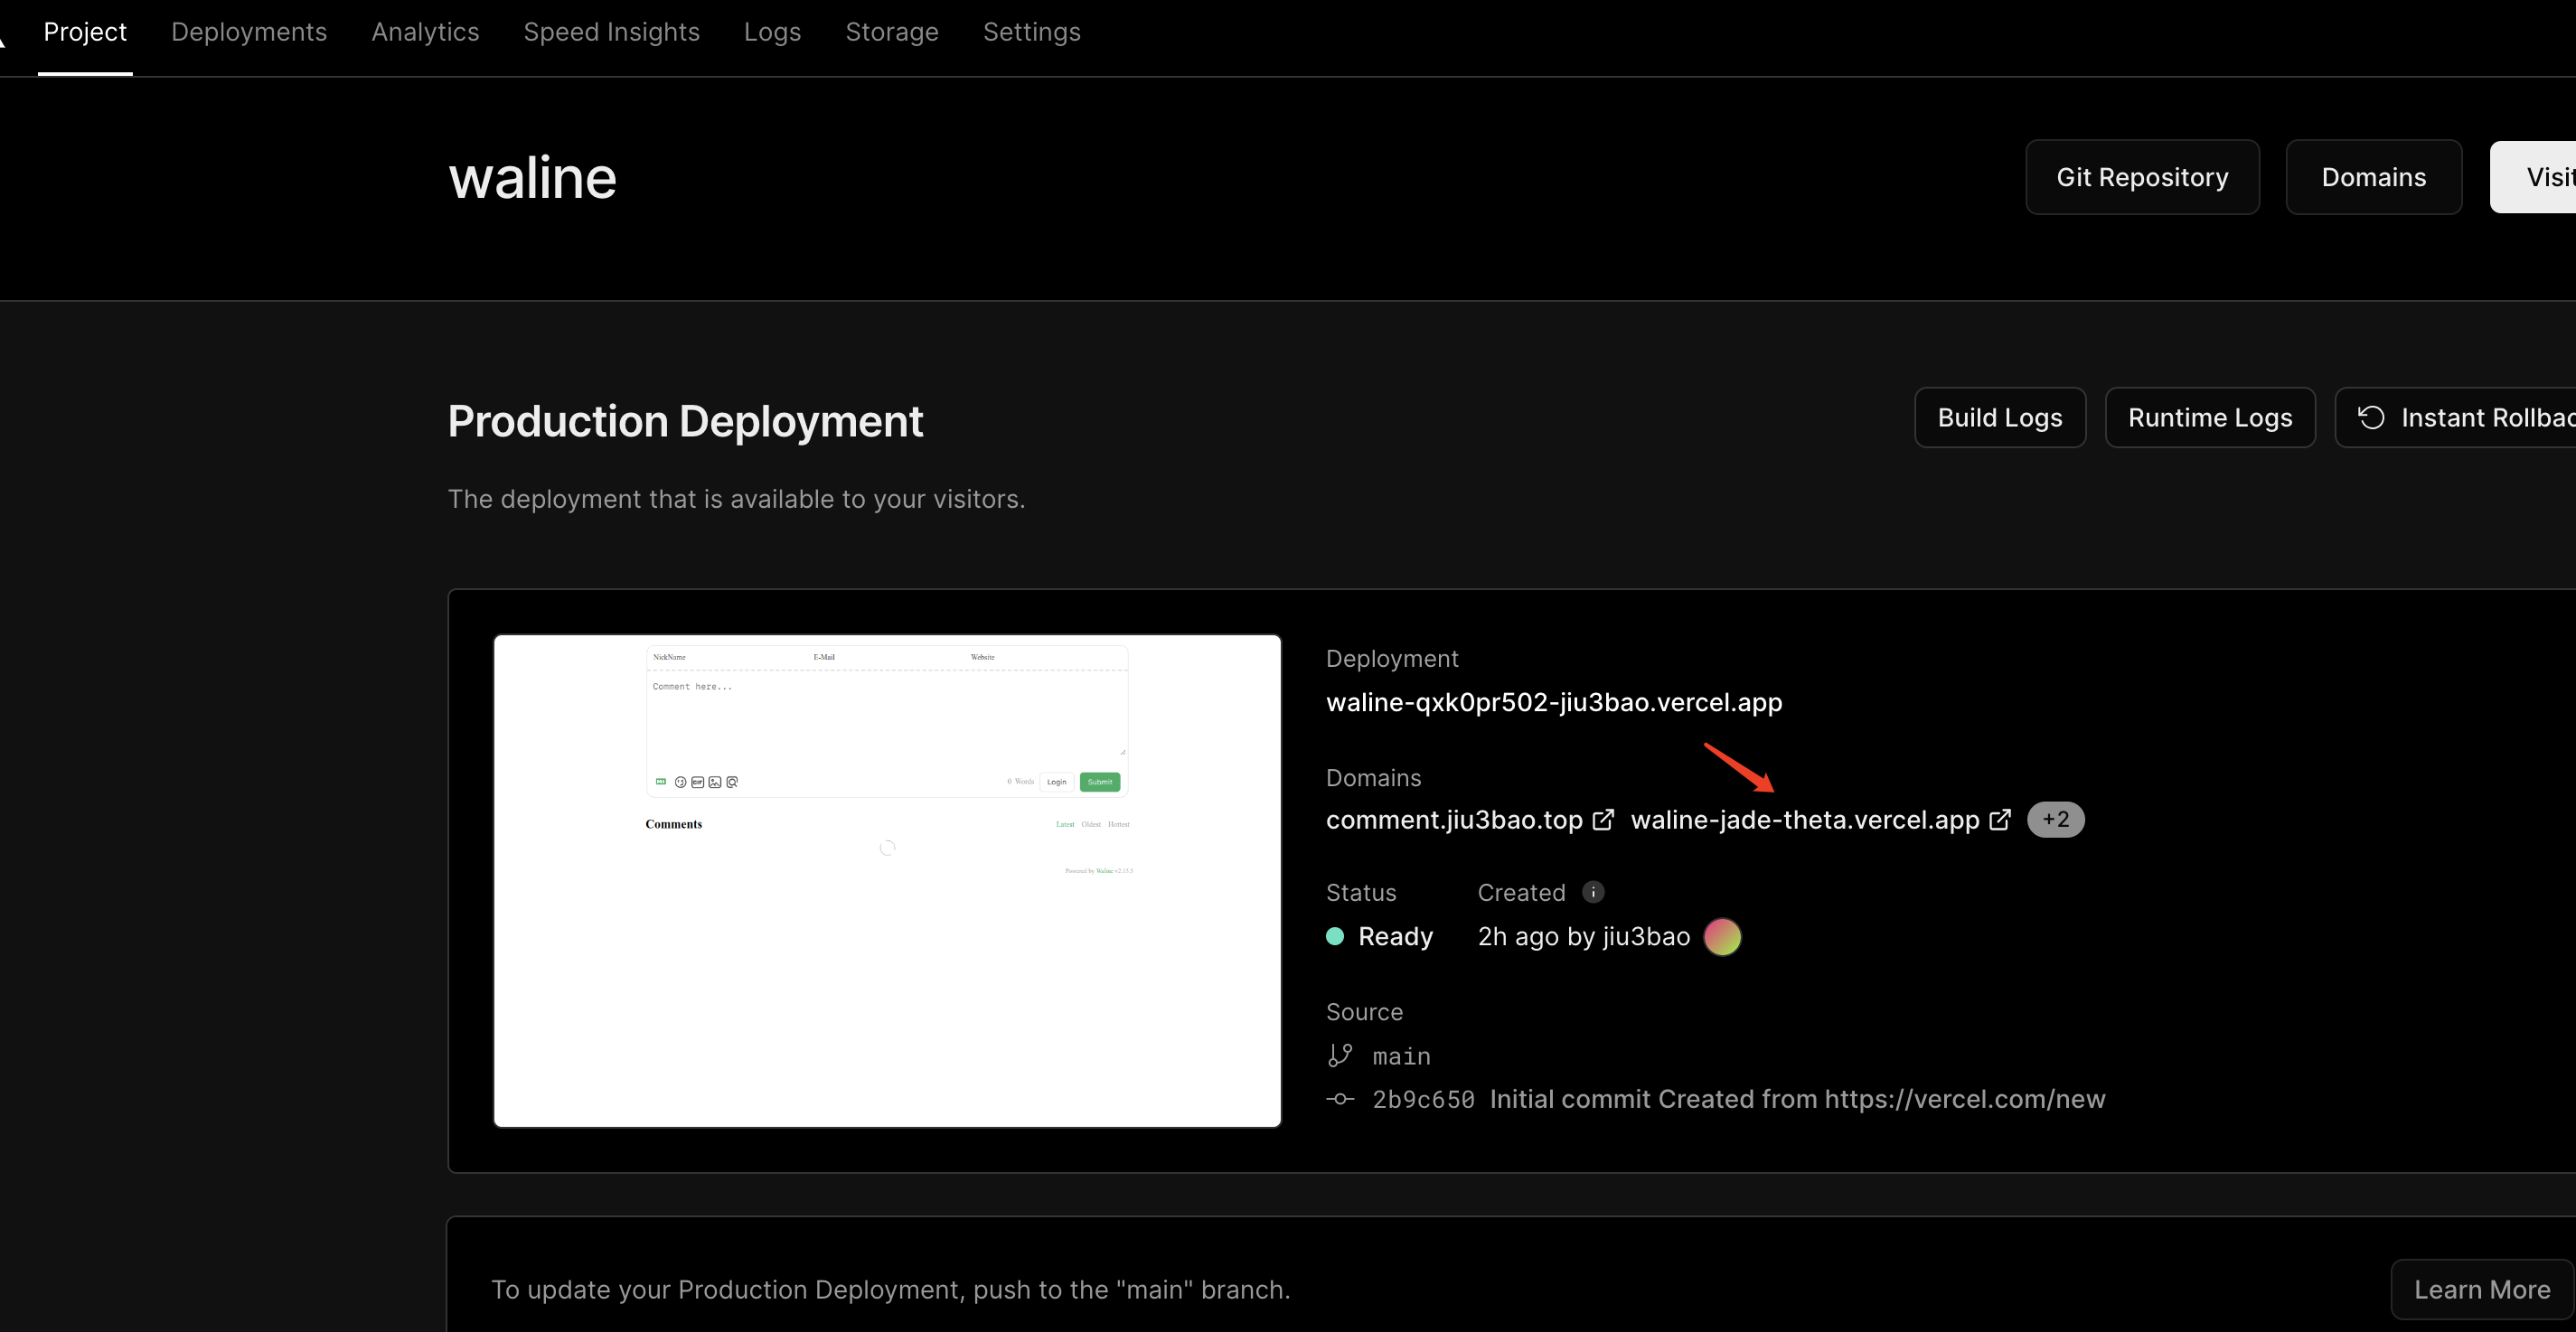 Project Deployments Analytics Speed Insights Logs Storage Settings
waline
Git Repository Domains Visit
Production Deployment
Build Logs Runtime Logs Instant Rollbac
The deployment that is available to your visitors.
NickName E-Mail Website
Comment here...
0 Words Login Submit
Comments
Latest Oldest Hottest
Powered by Waline v2.15.5
Deployment
waline-qxk0pr502-jiu3bao.vercel.app
Domains
comment.jiu3bao.top waline-jade-theta.vercel.app +2
Status Created
Ready 2h ago by jiu3bao
Source
main
2b9c650 Initial commit Created from https://vercel.com/new
To update your Production Deployment, push to the "main" branch.
Learn More